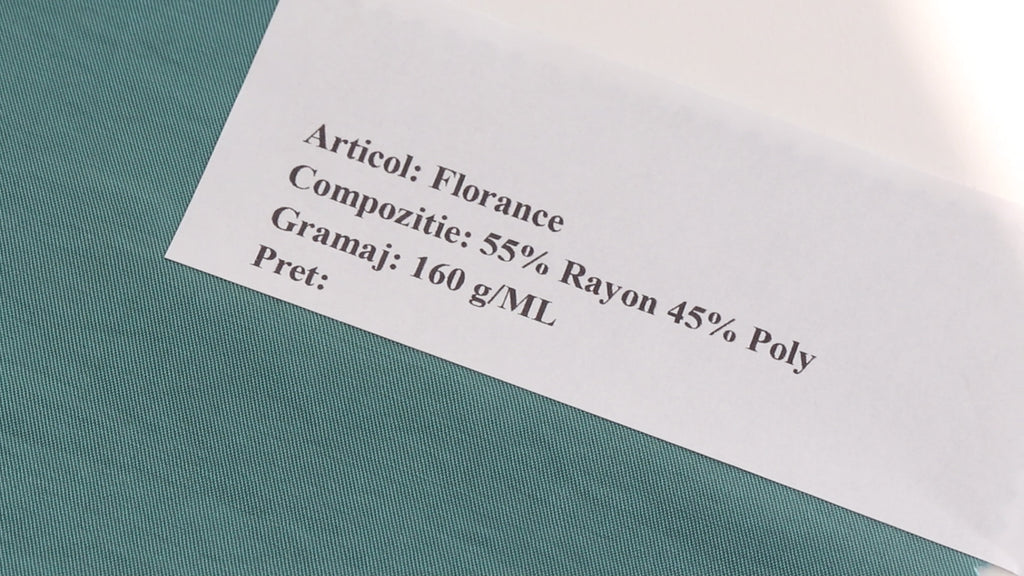 Articol: Florance
Compozitie: 55% Rayon 45% Poly
Gramaj: 160 g/ML
Pret: